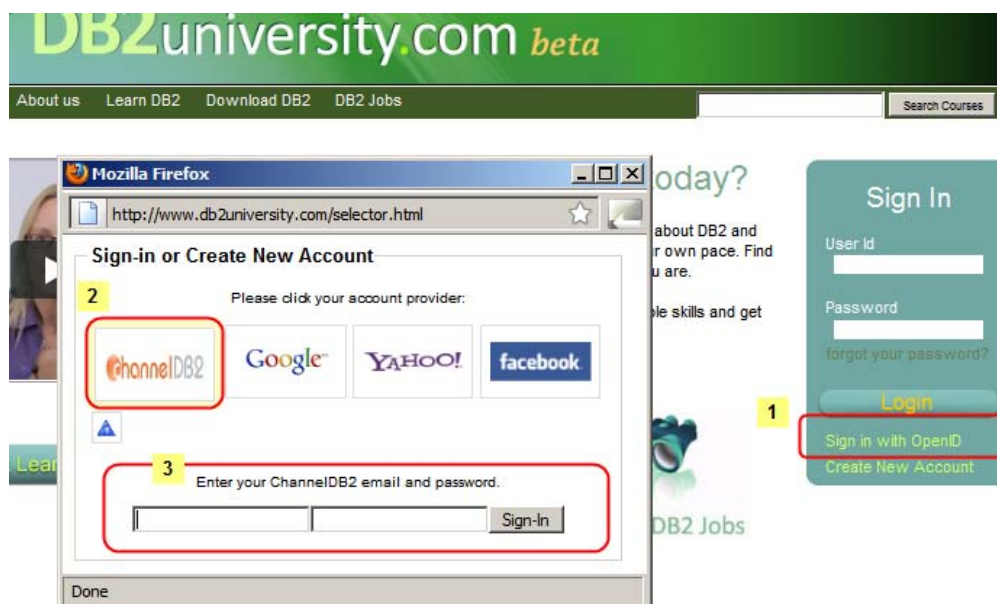 DB2university.com beta
About us Learn DB2 Download DB2 DB2 Jobs Search Courses
Mozilla Firefox
http://www.db2university.com/selector.html
Sign-in or Create New Account
2 Please click your account provider:
ChannelDB2 Google YAHOO! facebook
3 Enter your ChannelDB2 email and password.
Sign-In
Done
oday?
about DB2 and
r own pace. Find
u are.
le skills and get
Lear
DB2 Jobs
Sign In
User Id
Password
forgot your password?
Login
1 Sign in with OpenID
Create New Account